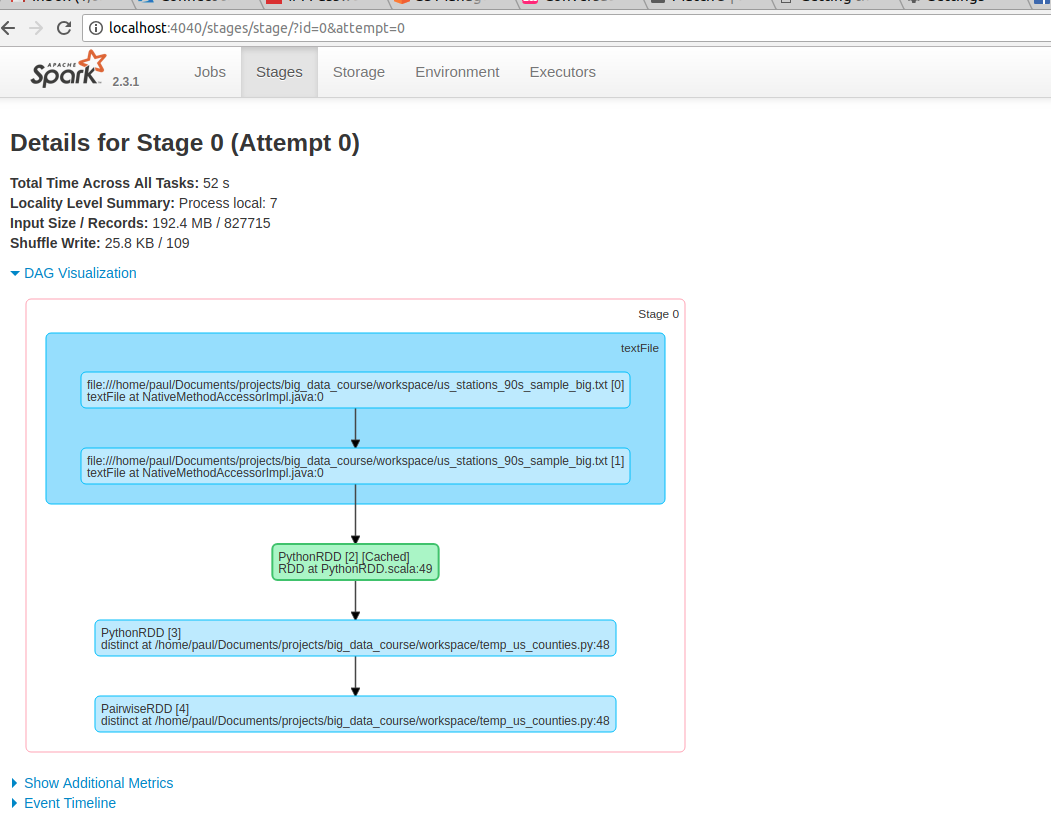 localhost:4040/stages/stage/?id=0&attempt=0
APACHE
Spark 2.3.1
Jobs
Stages
Storage
Environment
Executors
Details for Stage 0 (Attempt 0)
Total Time Across All Tasks: 52 s
Locality Level Summary: Process local: 7
Input Size / Records: 192.4 MB / 827715
Shuffle Write: 25.8 KB / 109
DAG Visualization
Stage 0
textFile
file:///home/paul/Documents/projects/big_data_course/workspace/us_stations_90s_sample_big.txt [0]
textFile at NativeMethodAccessorImpl.java:0
file:///home/paul/Documents/projects/big_data_course/workspace/us_stations_90s_sample_big.txt [1]
textFile at NativeMethodAccessorImpl.java:0
PythonRDD [2] [Cached]
RDD at PythonRDD.scala:49
PythonRDD [3]
distinct at /home/paul/Documents/projects/big_data_course/workspace/temp_us_counties.py:48
PairwiseRDD [4]
distinct at /home/paul/Documents/projects/big_data_course/workspace/temp_us_counties.py:48
Show Additional Metrics
Event Timeline